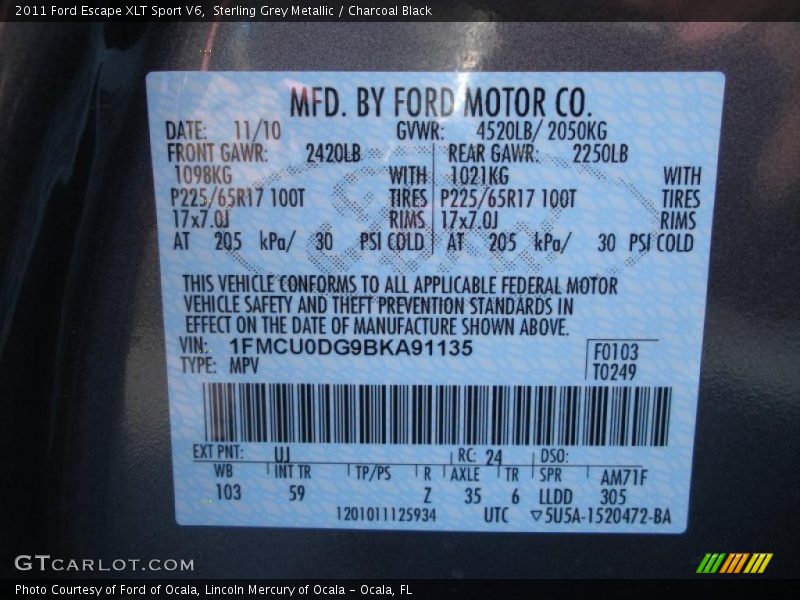 2011 Ford Escape XLT Sport V6, Sterling Grey Metallic / Charcoal Black
MFD. BY FORD MOTOR CO.
DATE: 11/10 GVWR: 4520LB/ 2050KG
FRONT GAWR: 2420LB REAR GAWR: 2250LB
1098KG WITH 1021KG WITH
P225/65R17 100T TIRES P225/65R17 100T TIRES
17x7.0J RIMS 17x7.0J RIMS
AT 205 kPa/ 30 PSI COLD AT 205 kPa/ 30 PSI COLD
THIS VEHICLE CONFORMS TO ALL APPLICABLE FEDERAL MOTOR
VEHICLE SAFETY AND THEFT PREVENTION STANDARDS IN
EFFECT ON THE DATE OF MANUFACTURE SHOWN ABOVE.
VIN: 1FMCU0DG9BKA91135 F0103
TYPE: MPV T0249
EXT PNT: UJ RC: 24 DSO:
WB INT TR TP/PS R AXLE TR SPR AM71F
103 59 Z 35 6 LLDD 305
1201011125934 UTC ▽5U5A-1520472-BA
GTCARLOT.COM
Photo Courtesy of Ford of Ocala, Lincoln Mercury of Ocala - Ocala, FL